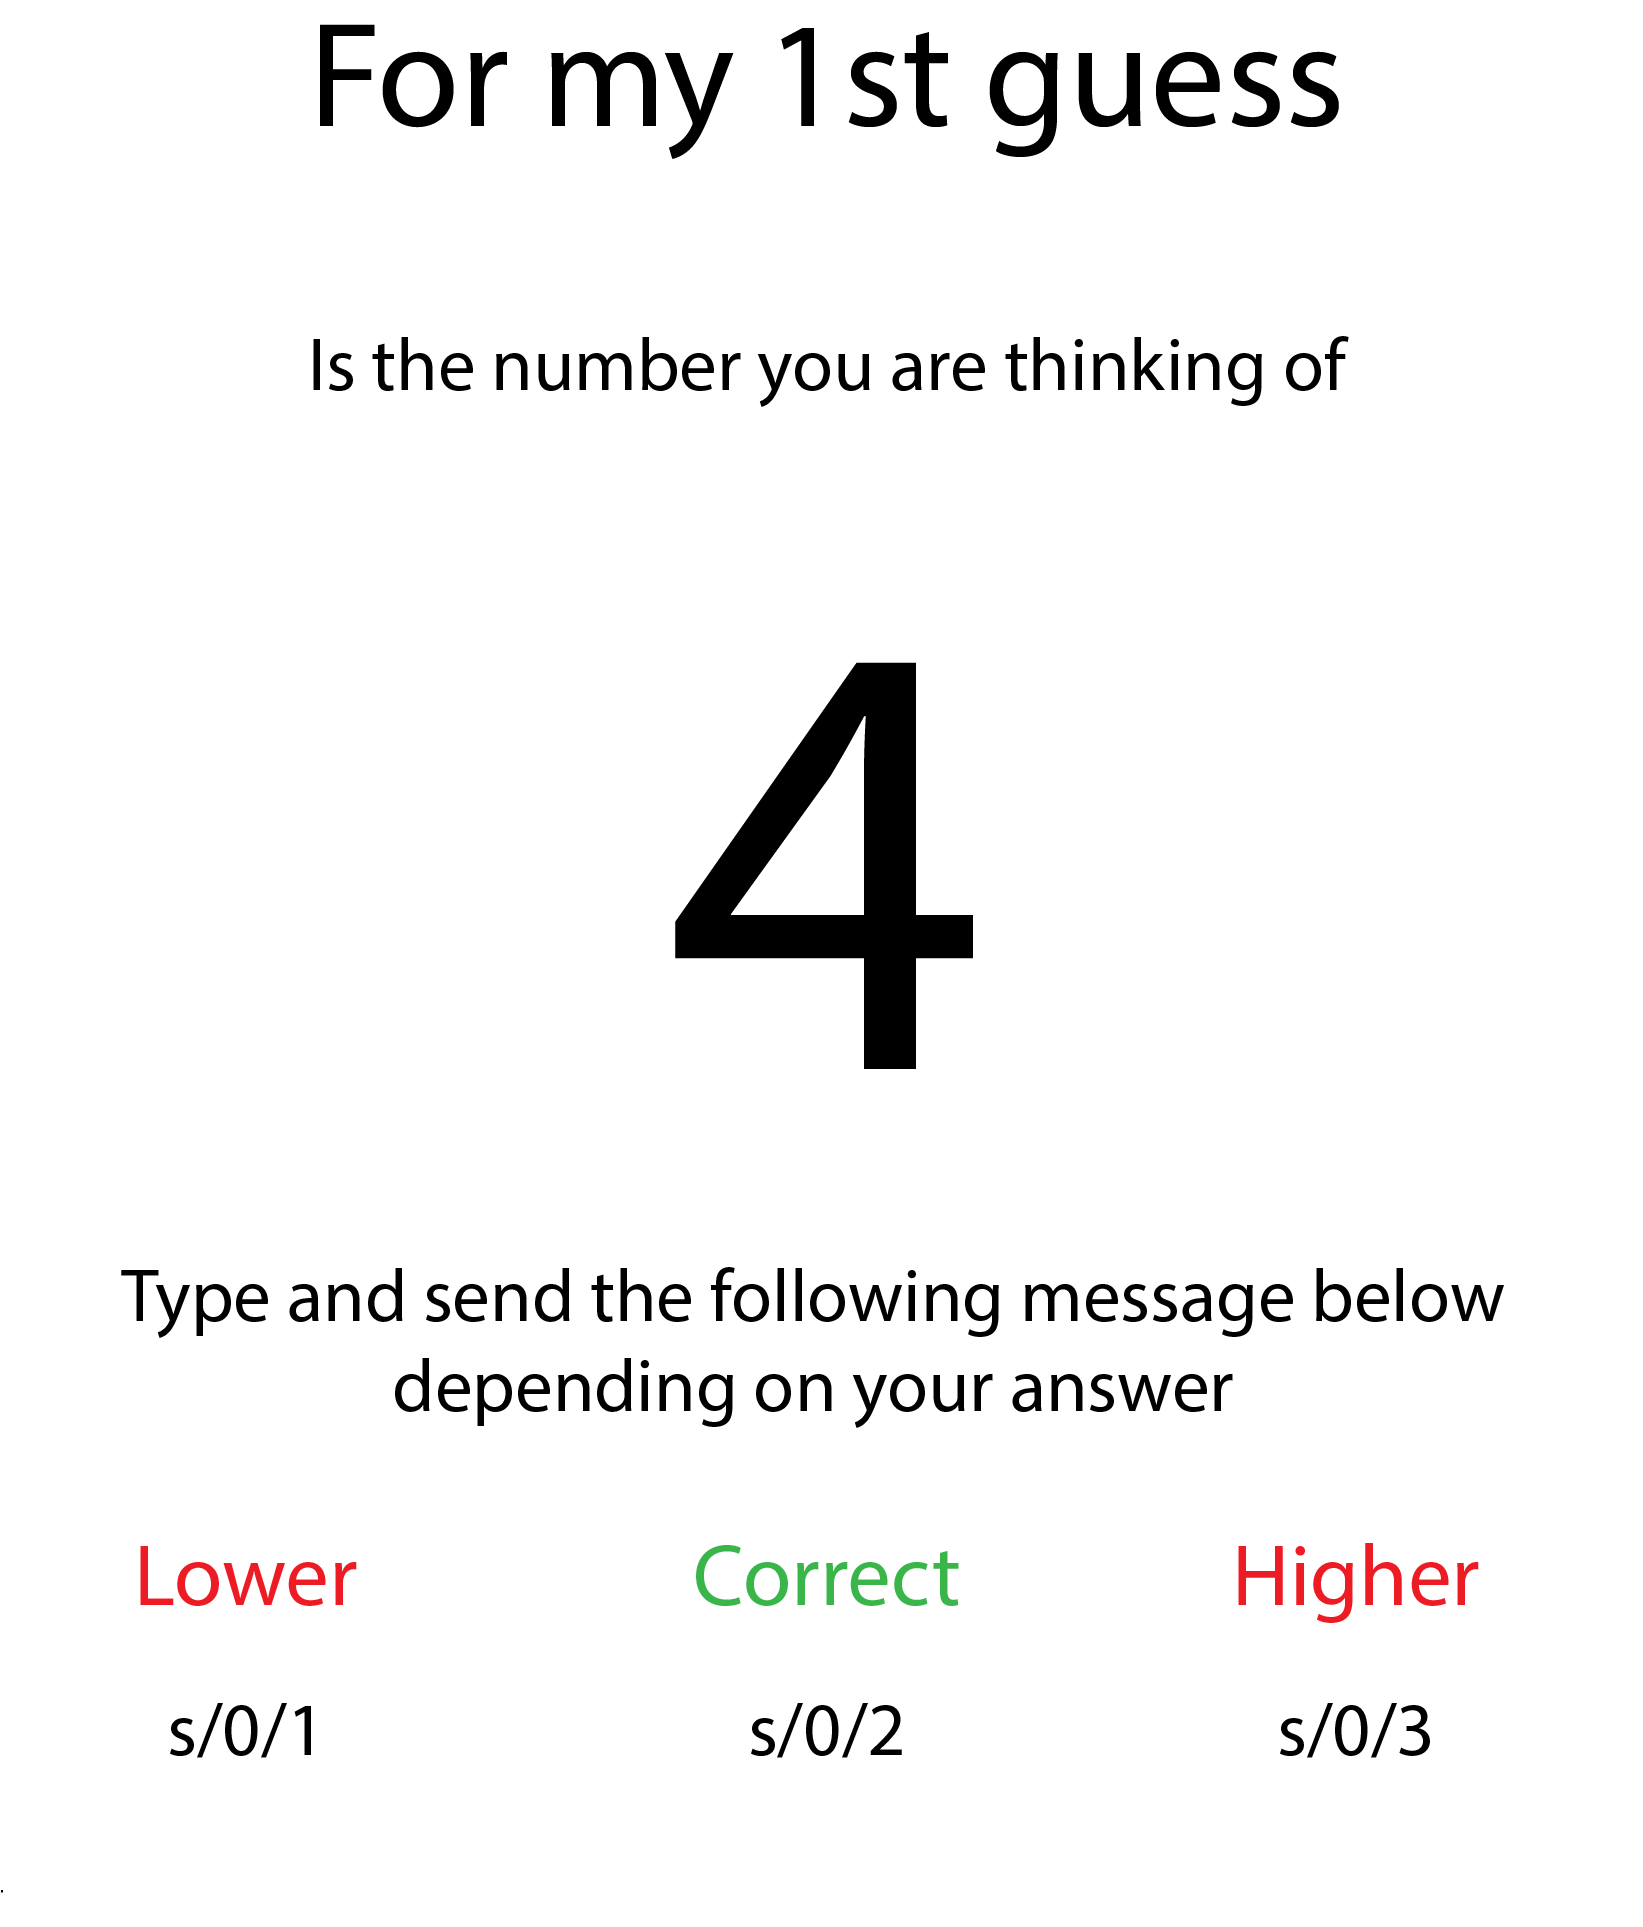 For my 1st guess
Is the number you are thinking of
4
Type and send the following message below
depending on your answer
Lower Correct Higher
s/0/1 s/0/2 s/0/3
.